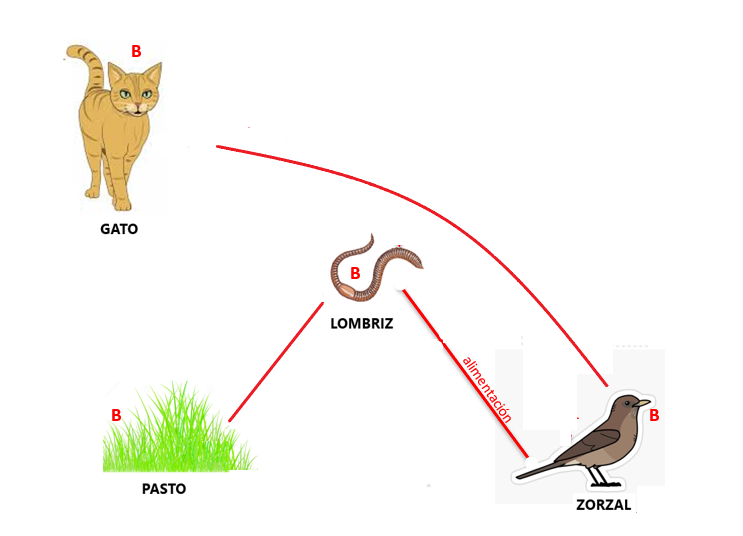 B
GATO
B
LOMBRIZ
alimentación
B
PASTO
B
ZORZAL